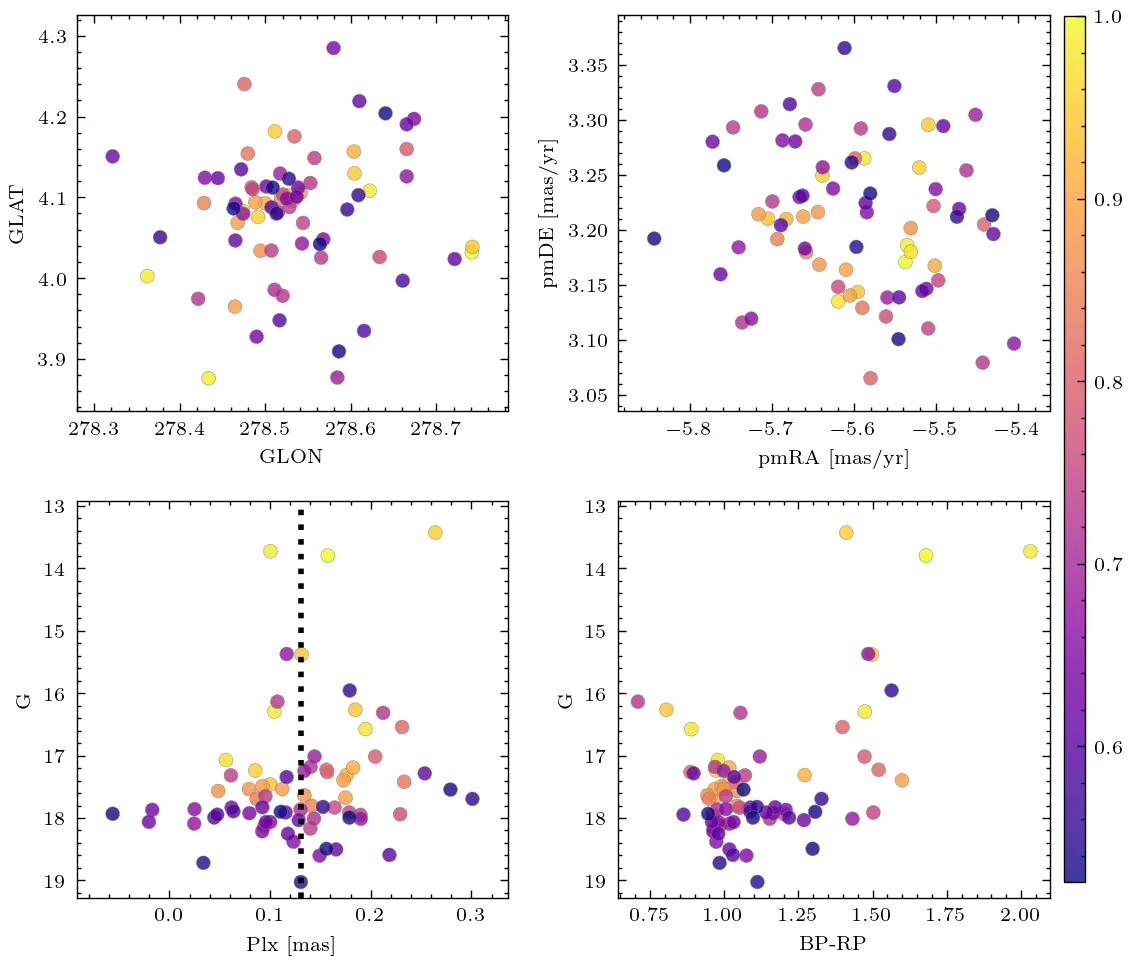 4.3
4.2
4.1
4.0
3.9
GLAT
278.3 278.4 278.5 278.6 278.7
GLON
3.35
3.30
3.25
3.20
3.15
3.10
3.05
pmDE [mas/yr]
−5.8 −5.7 −5.6 −5.5 −5.4
pmRA [mas/yr]
1.0
0.9
0.8
0.7
0.6
13
14
15
16
17
18
19
G
0.0 0.1 0.2 0.3
Plx [mas]
13
14
15
16
17
18
19
G
0.75 1.00 1.25 1.50 1.75 2.00
BP-RP